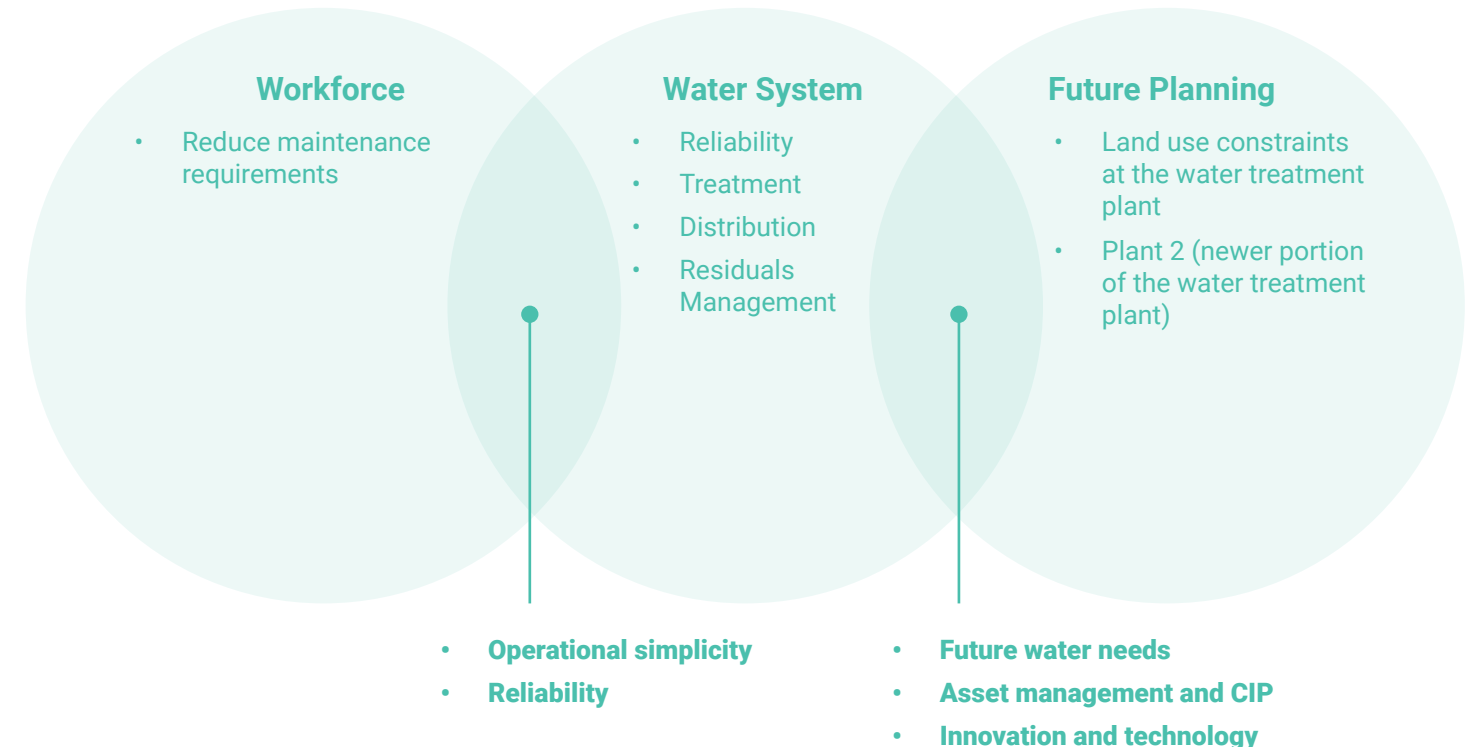 Workforce
• Reduce maintenance
requirements
Water System
• Reliability
• Treatment
• Distribution
• Residuals
Management
Future Planning
• Land use constraints
at the water treatment
plant
• Plant 2 (newer portion
of the water treatment
plant)
• Operational simplicity
• Reliability
• Future water needs
• Asset management and CIP
• Innovation and technology